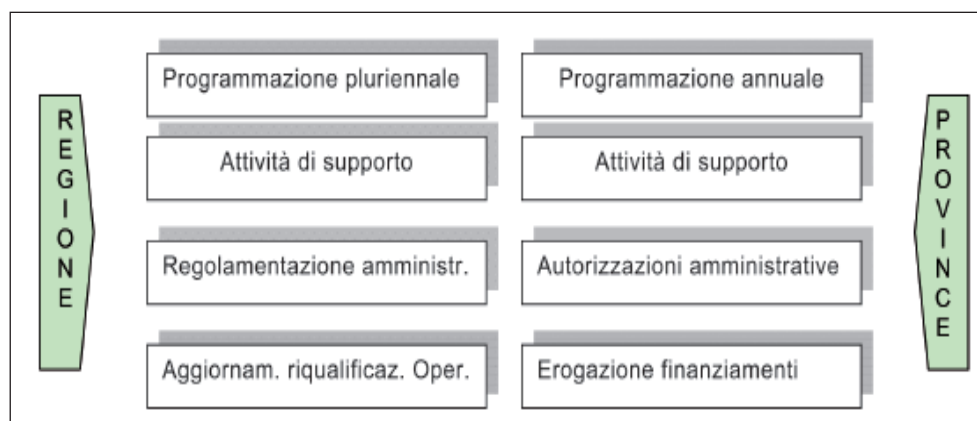 REGIONE
Programmazione pluriennale
Attività di supporto
Regolamentazione amministr.
Aggiornam. riqualificaz. Oper.
Programmazione annuale
Attività di supporto
Autorizzazioni amministrative
Erogazione finanziamenti
PROVINCE